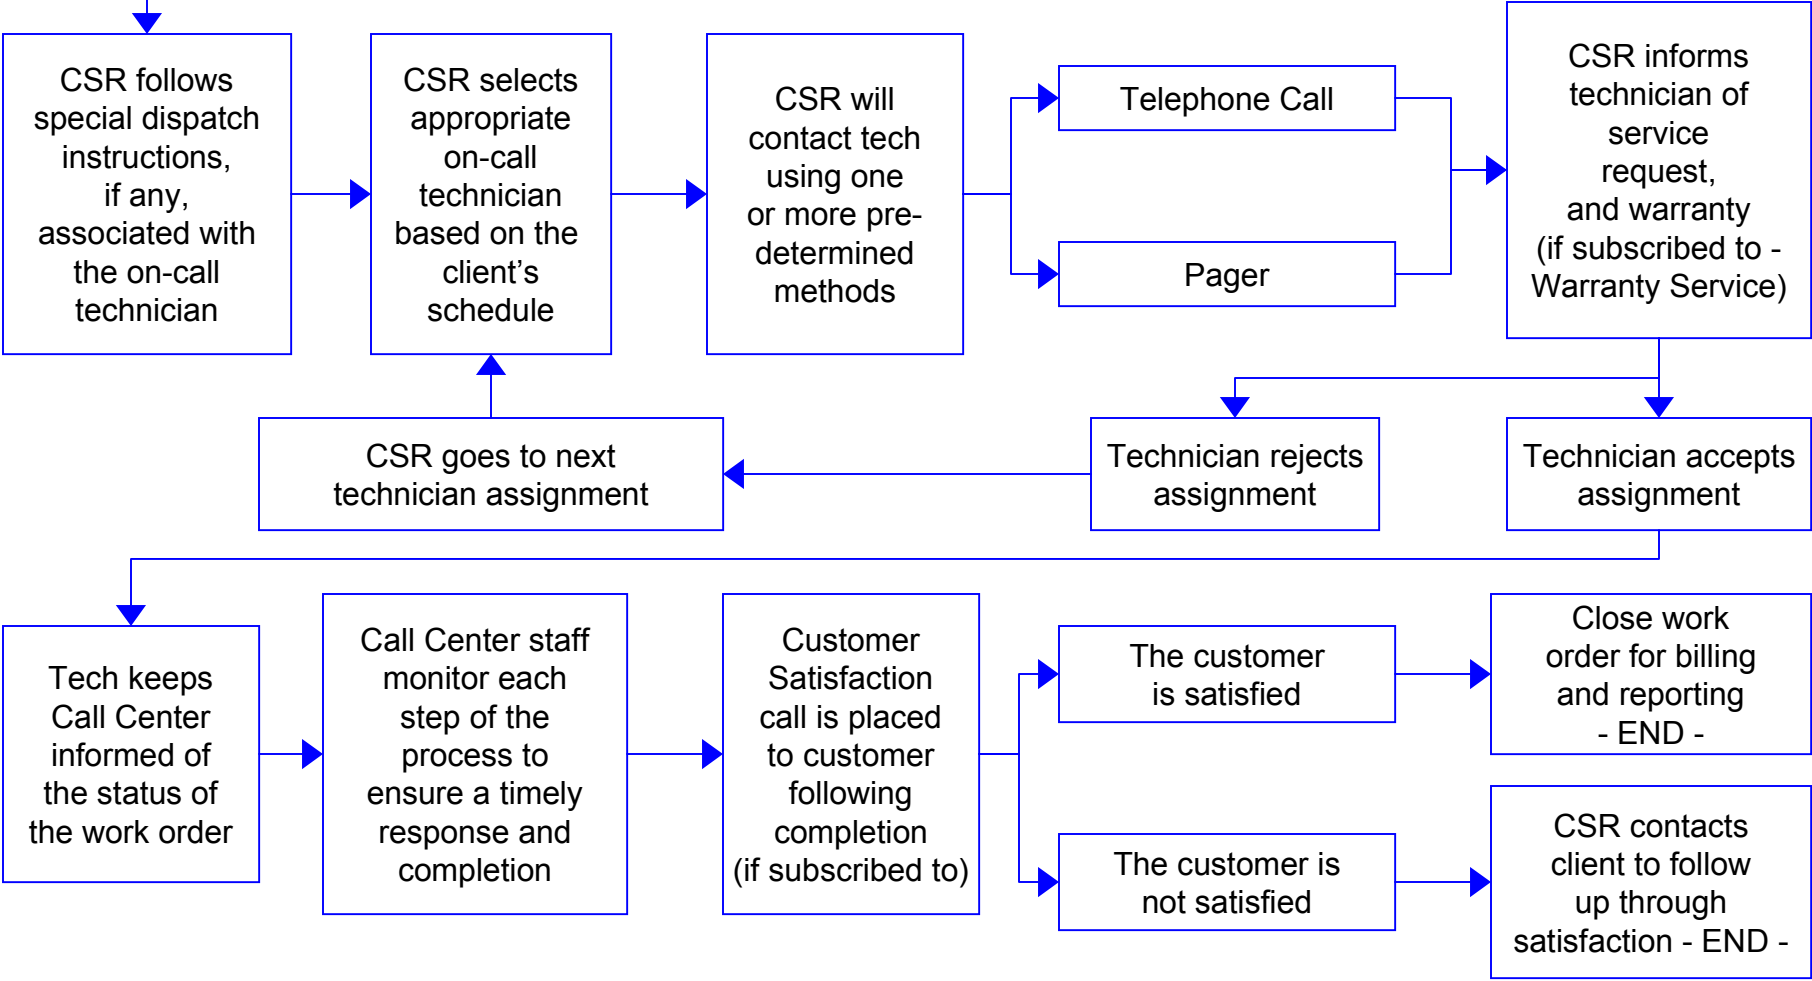 CSR follows
special dispatch
instructions,
if any,
associated with
the on-call
technician
CSR selects
appropriate
on-call
technician
based on the
client’s
schedule
CSR will
contact tech
using one
or more pre-
determined
methods
Telephone Call
Pager
CSR informs
technician of
service
request,
and warranty
(if subscribed to -
Warranty Service)
CSR goes to next
technician assignment
Technician rejects
assignment
Technician accepts
assignment
Tech keeps
Call Center
informed of
the status of
the work order
Call Center staff
monitor each
step of the
process to
ensure a timely
response and
completion
Customer
Satisfaction
call is placed
to customer
following
completion
(if subscribed to)
The customer
is satisfied
The customer is
not satisfied
Close work
order for billing
and reporting
- END -
CSR contacts
client to follow
up through
satisfaction - END -